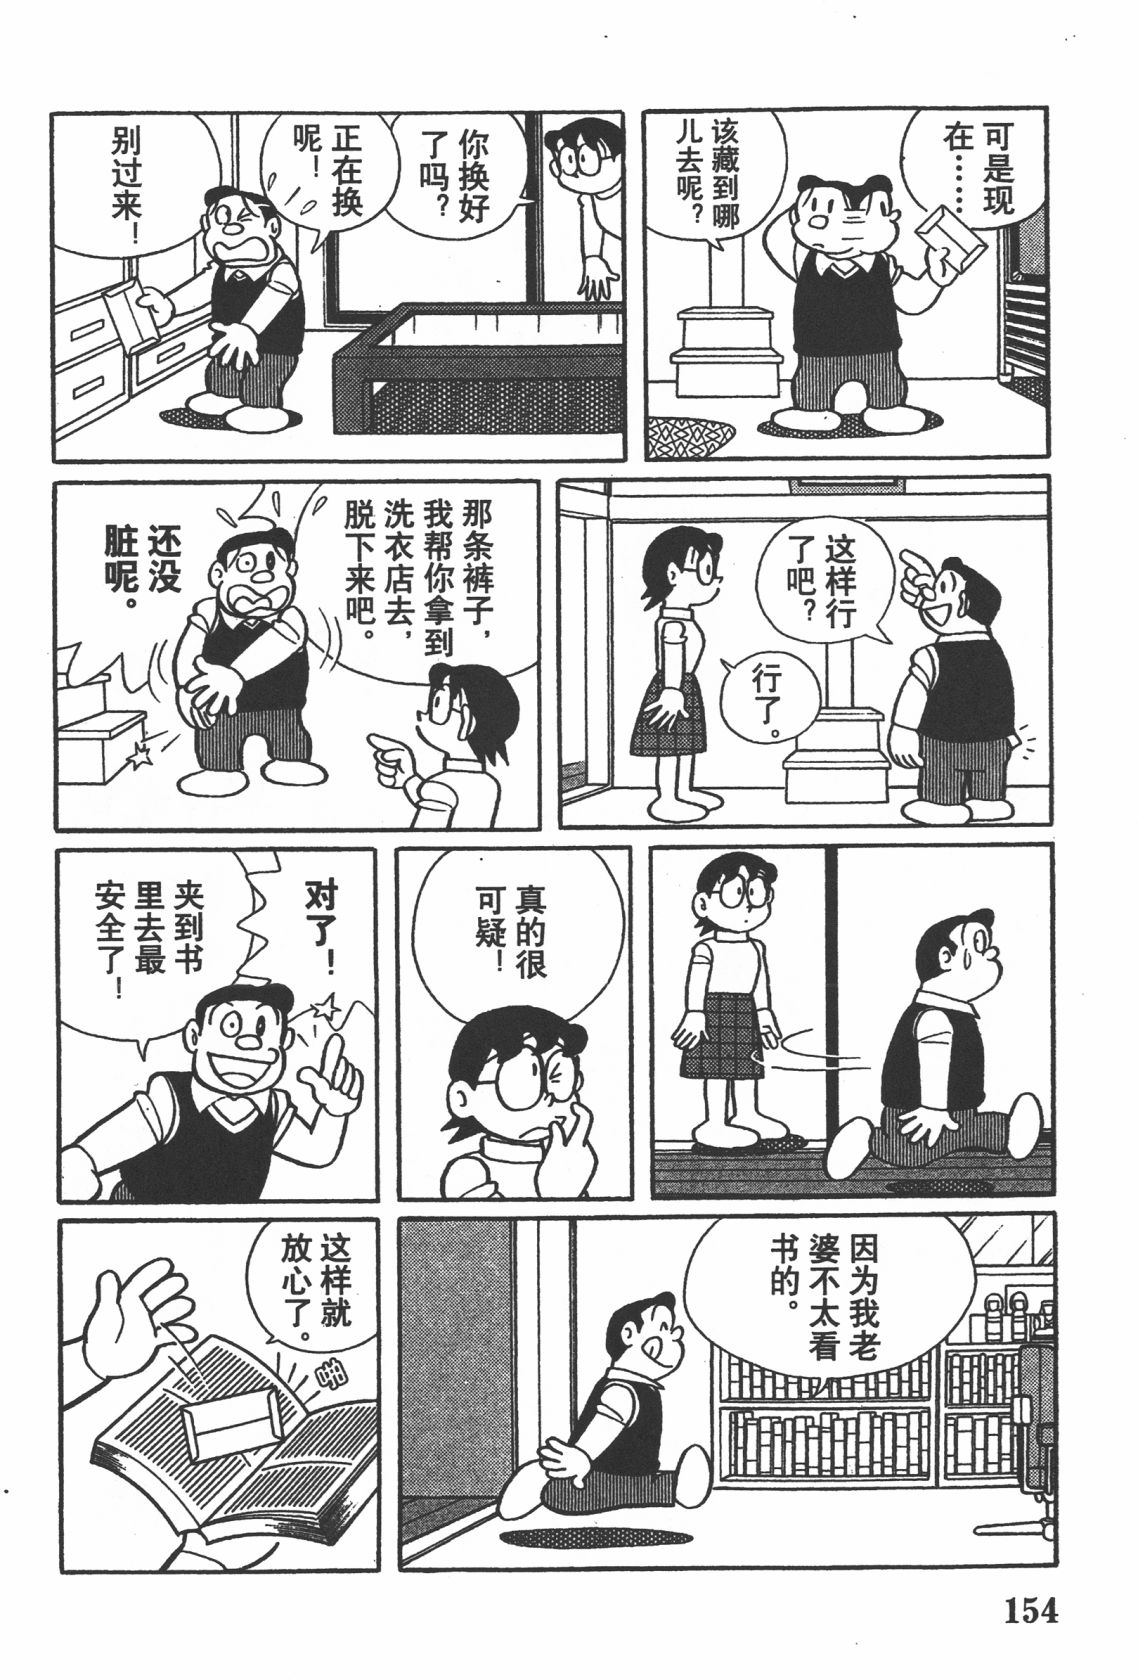 可是现
在……
该藏到哪
儿去呢？
你换好
了吗？
正在换
呢！
别过来！
这样行
了吧？
行了。
那条裤子，
我帮你拿到
洗衣店去，
脱下来吧。
还没
脏呢。
真的很
可疑！
对了！
夹到书
里去最
安全了！
因为我老
婆不太看
书的。
这样就
放心了。
啪
154